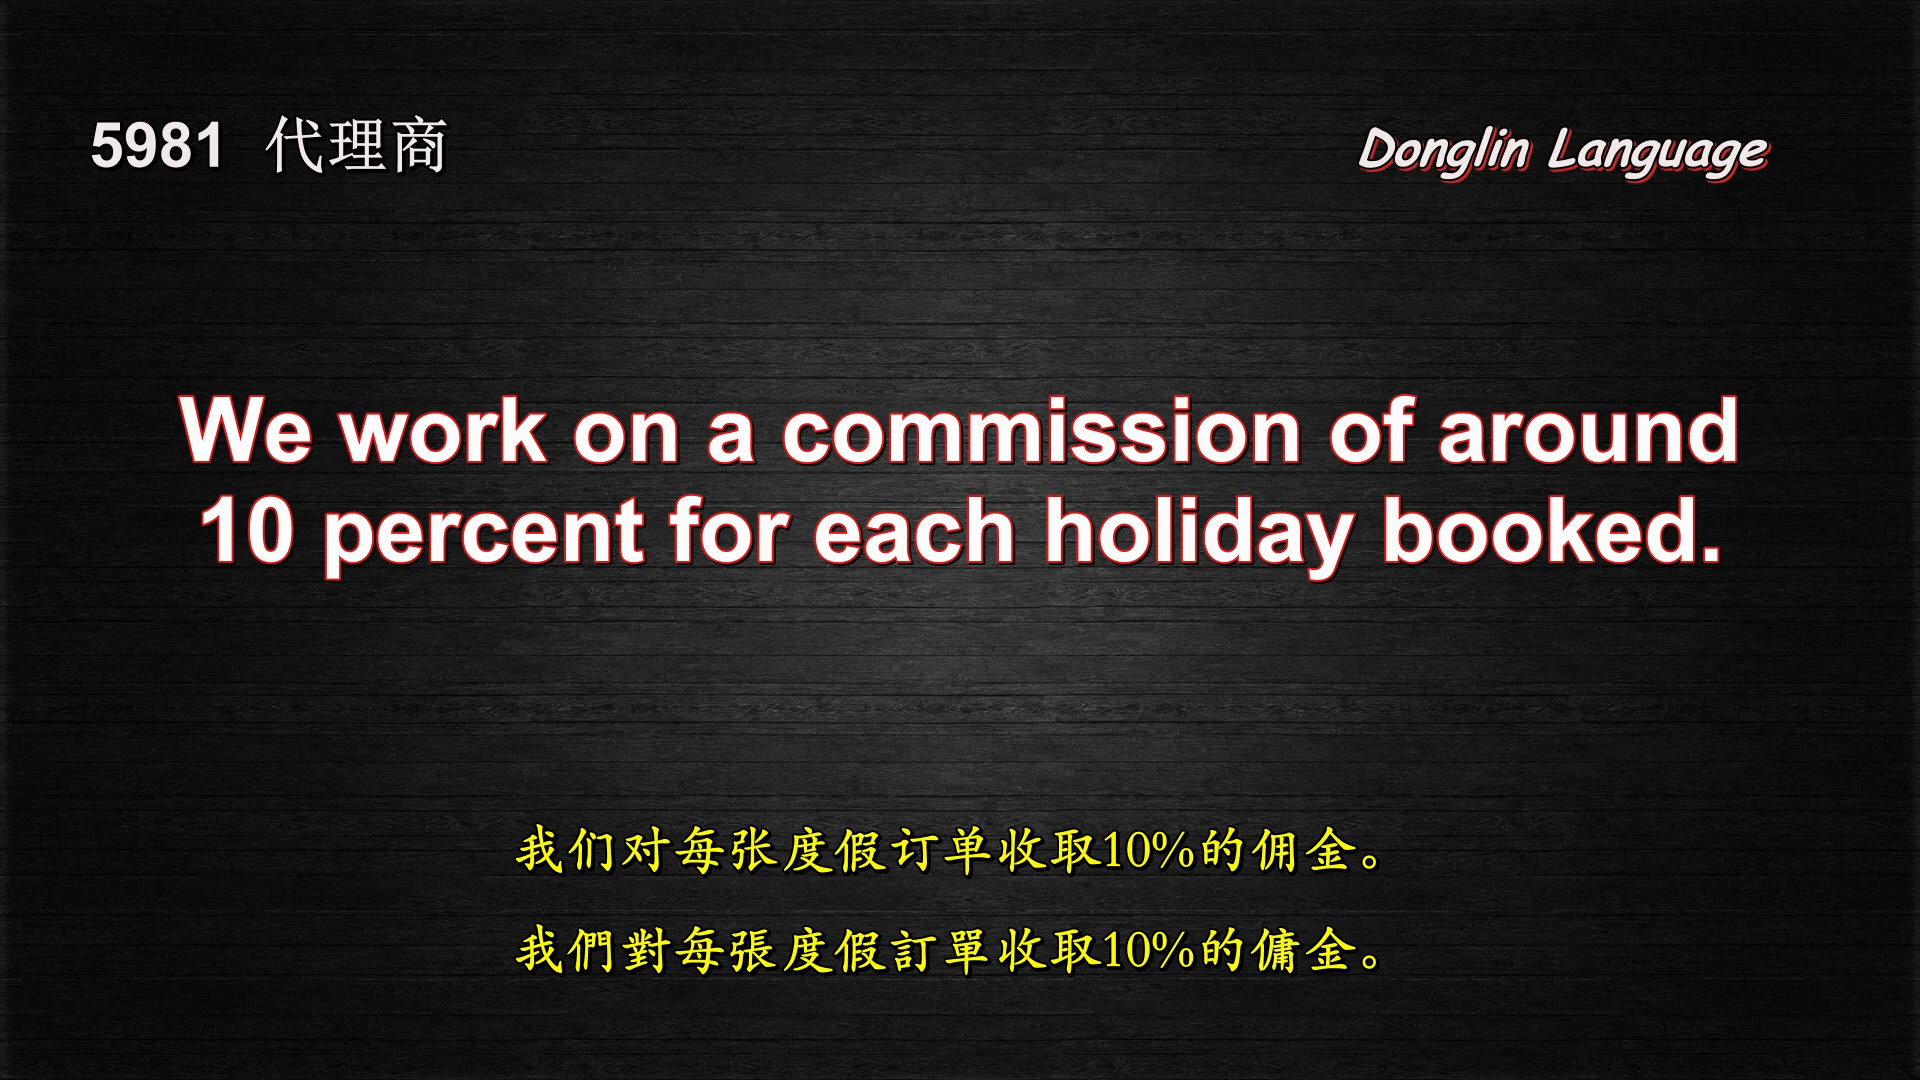 5981 代理商
Donglin Language
We work on a commission of around
10 percent for each holiday booked.
我们对每张度假订单收取10%的佣金。
我們對每張度假訂單收取10%的傭金。